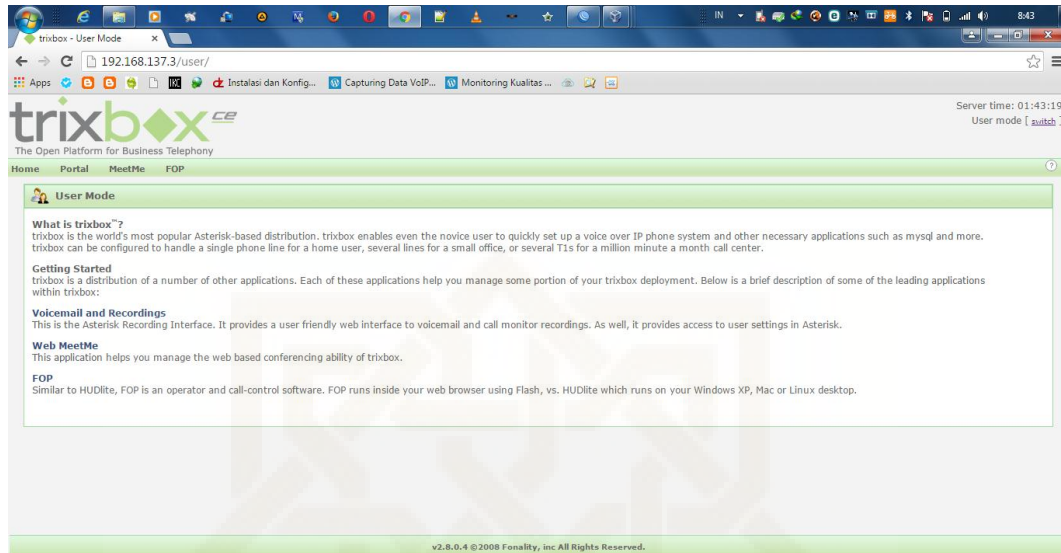 IN
8:43
trixbox - User Mode
192.168.137.3/user/
Apps
Instalasi dan Konfig...
Capturing Data VoIP...
Monitoring Kualitas ...
trixbox ce
The Open Platform for Business Telephony
Server time: 01:43:19
User mode [ switch ]
Home Portal MeetMe FOP
User Mode
What is trixbox™?
trixbox is the world's most popular Asterisk-based distribution. trixbox enables even the novice user to quickly set up a voice over IP phone system and other necessary applications such as mysql and more.
trixbox can be configured to handle a single phone line for a home user, several lines for a small office, or several T1s for a million minute a month call center.
Getting Started
trixbox is a distribution of a number of other applications. Each of these applications help you manage some portion of your trixbox deployment. Below is a brief description of some of the leading applications
within trixbox:
Voicemail and Recordings
This is the Asterisk Recording Interface. It provides a user friendly web interface to voicemail and call monitor recordings. As well, it provides access to user settings in Asterisk.
Web MeetMe
This application helps you manage the web based conferencing ability of trixbox.
FOP
Similar to HUDlite, FOP is an operator and call-control software. FOP runs inside your web browser using Flash, vs. HUDlite which runs on your Windows XP, Mac or Linux desktop.
v2.8.0.4 ©2008 Fonality, inc All Rights Reserved.